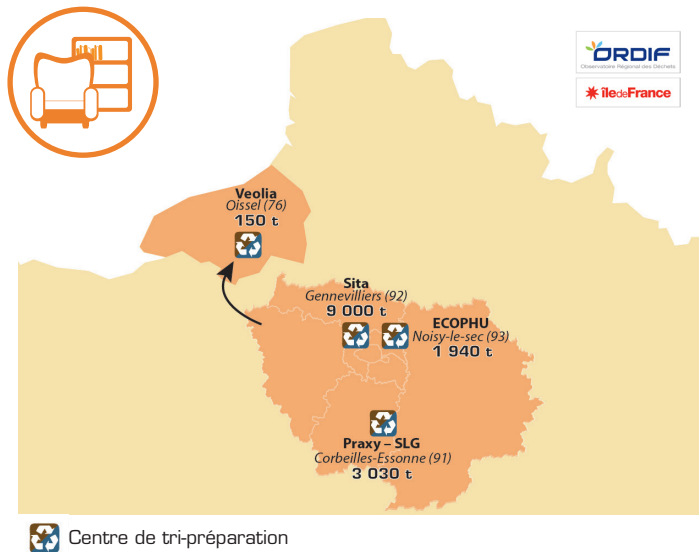 ORDIF
Observatoire Régional des Déchets
îledeFrance
Veolia
Oissel (76)
150 t
Sita
Gennevilliers (92)
9 000 t
ECOPHU
Noisy-le-sec (93)
1 940 t
Praxy – SLG
Corbeilles-Essonne (91)
3 030 t
Centre de tri-préparation